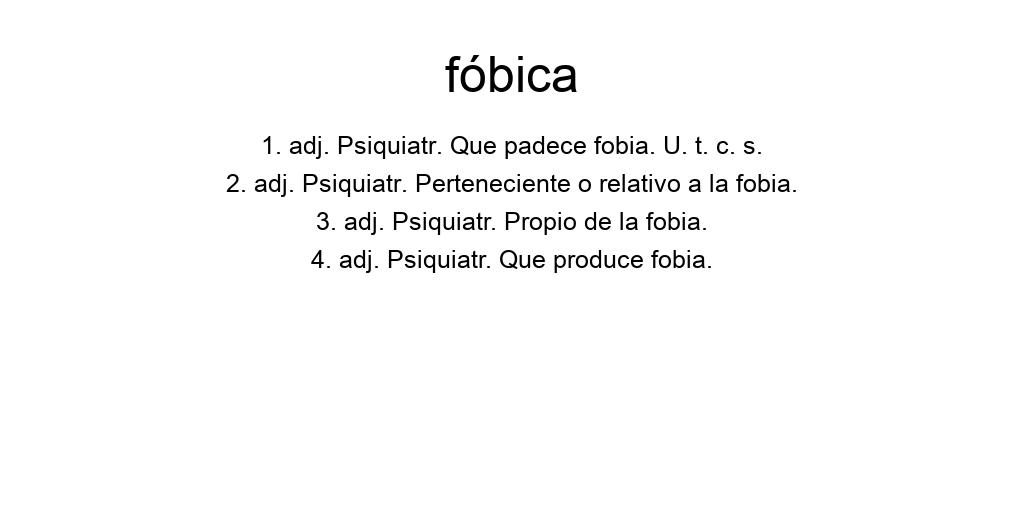 fóbica
1. adj. Psiquiatr. Que padece fobia. U. t. c. s.
2. adj. Psiquiatr. Perteneciente o relativo a la fobia.
3. adj. Psiquiatr. Propio de la fobia.
4. adj. Psiquiatr. Que produce fobia.